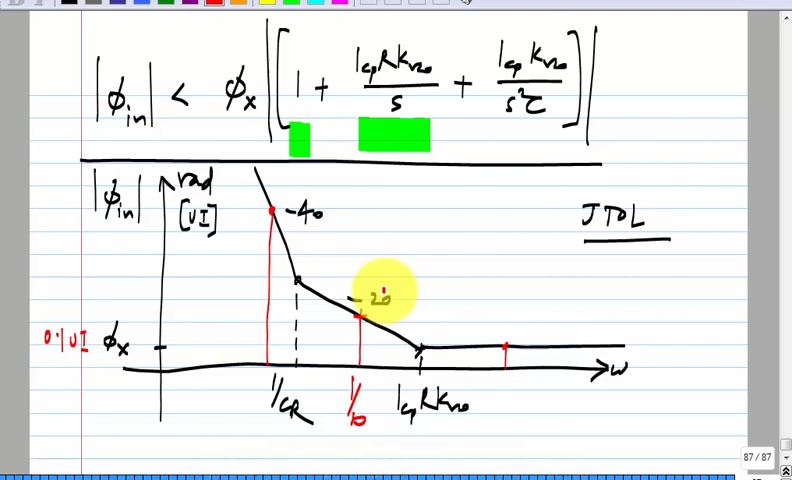 |ϕin| < ϕx |[1 + IcpRKvco/s + IcpKvco/s²C]|
|ϕin| rad
[UI]
-40
JTOL
-20
0.1UI ϕx
ω
1/CR 1/10 IcpRKvco
87 / 87